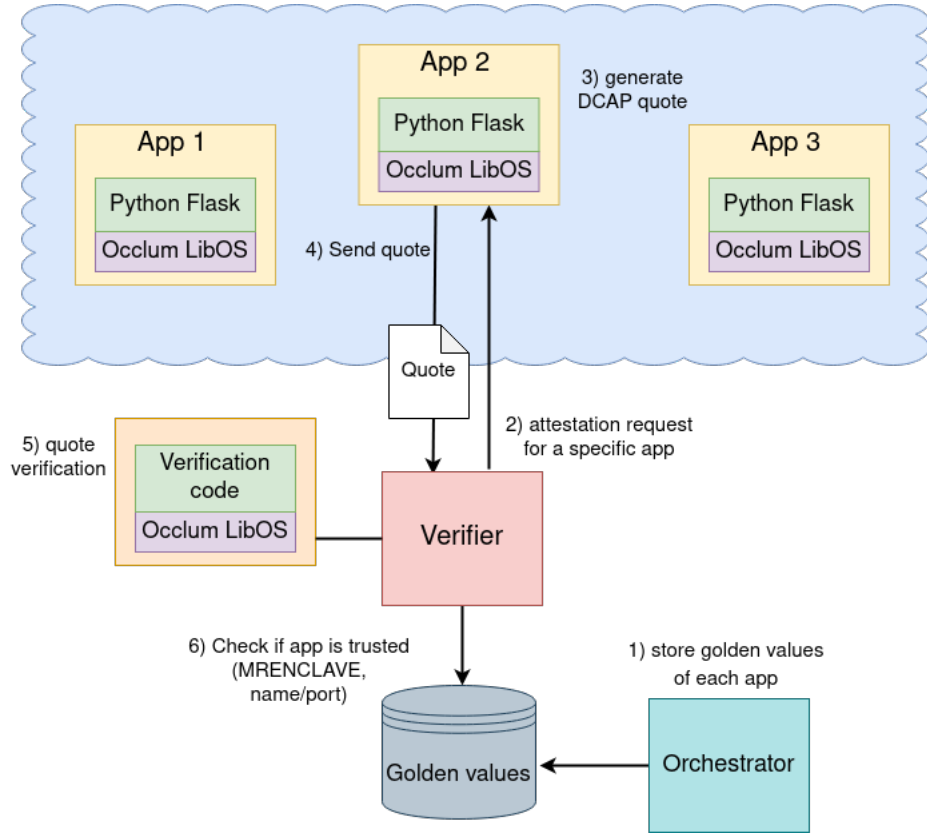 App 2
3) generate
DCAP quote
Python Flask
Occlum LibOS
App 1
Python Flask
Occlum LibOS
App 3
Python Flask
Occlum LibOS
4) Send quote
Quote
2) attestation request
for a specific app
5) quote
verification
Verification
code
Occlum LibOS
Verifier
6) Check if app is trusted
(MRENCLAVE,
name/port)
1) store golden values
of each app
Golden values
Orchestrator